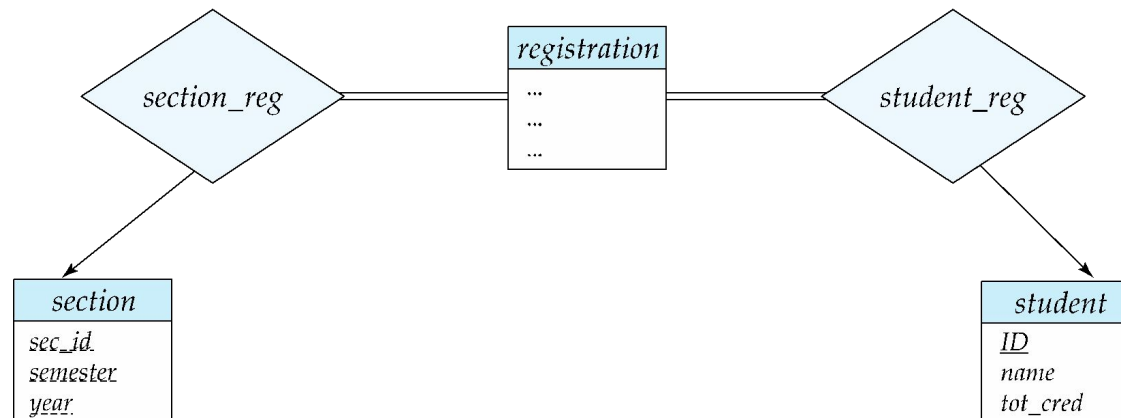 section_reg
registration
...
...
...
student_reg
section
sec_id
semester
year
student
ID
name
tot_cred